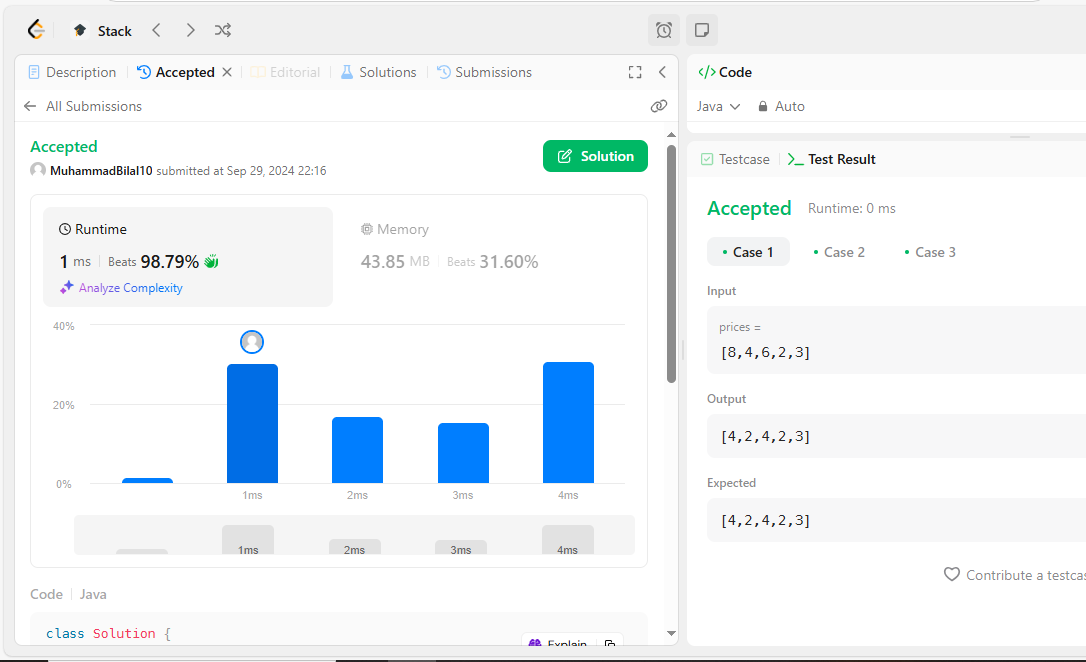 Stack
Description
Accepted
Editorial
Solutions
Submissions
All Submissions
Accepted
MuhammadBilal10 submitted at Sep 29, 2024 22:16
Solution
Runtime
1 ms
Beats 98.79%
Analyze Complexity
Memory
43.85 MB
Beats 31.60%
40%
20%
0%
1ms
2ms
3ms
4ms
1ms
2ms
3ms
4ms
Code
Java
class Solution {
Explain
</> Code
Java
Auto
Testcase
>_ Test Result
Accepted
Runtime: 0 ms
• Case 1
• Case 2
• Case 3
Input
prices =
[8,4,6,2,3]
Output
[4,2,4,2,3]
Expected
[4,2,4,2,3]
Contribute a testcas